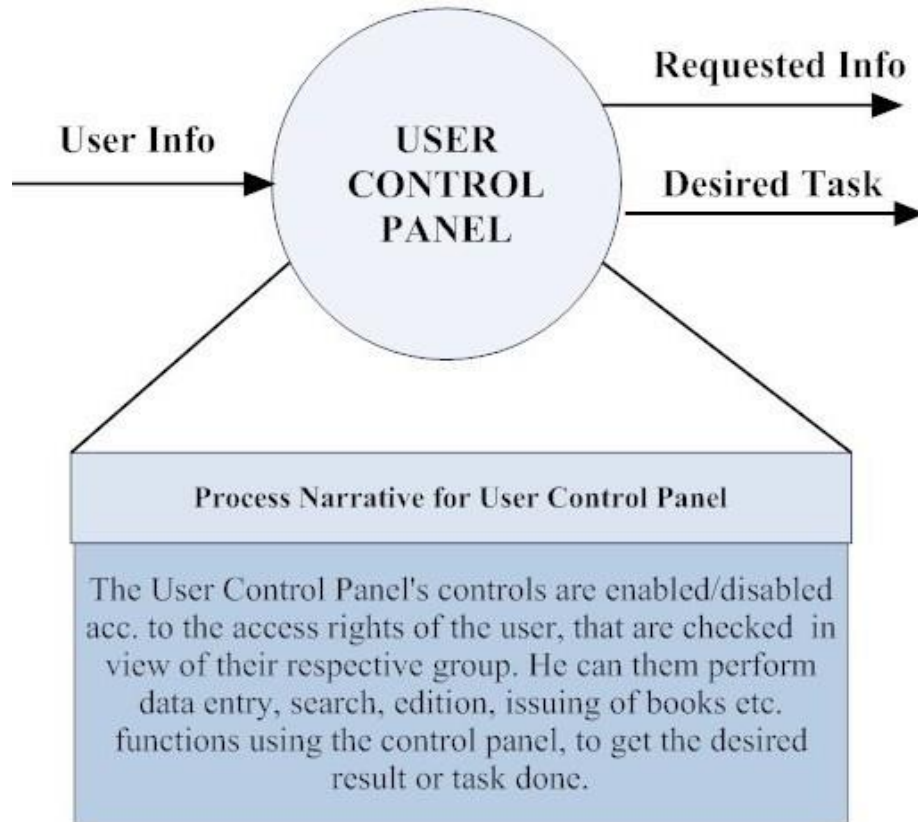 User Info
USER
CONTROL
PANEL
Requested Info
Desired Task
Process Narrative for User Control Panel
The User Control Panel's controls are enabled/disabled
acc. to the access rights of the user, that are checked in
view of their respective group. He can them perform
data entry, search, edition, issuing of books etc.
functions using the control panel, to get the desired
result or task done.